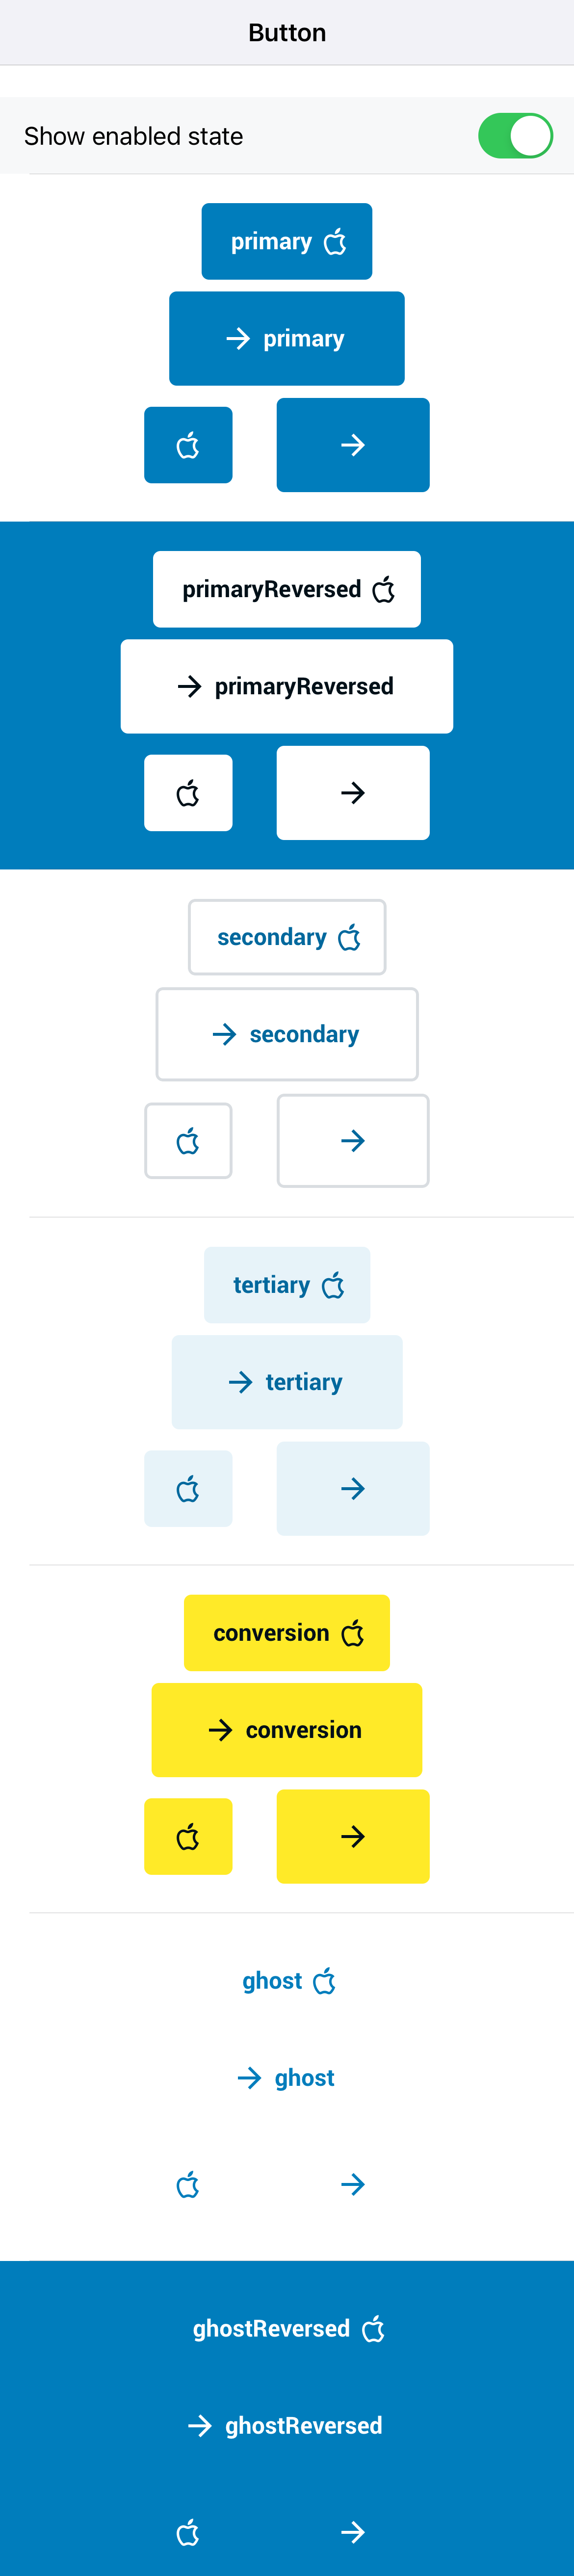 Button
Show enabled state
primary
primary
primaryReversed
primaryReversed
secondary
secondary
tertiary
tertiary
conversion
conversion
ghost
ghost
ghostReversed
ghostReversed